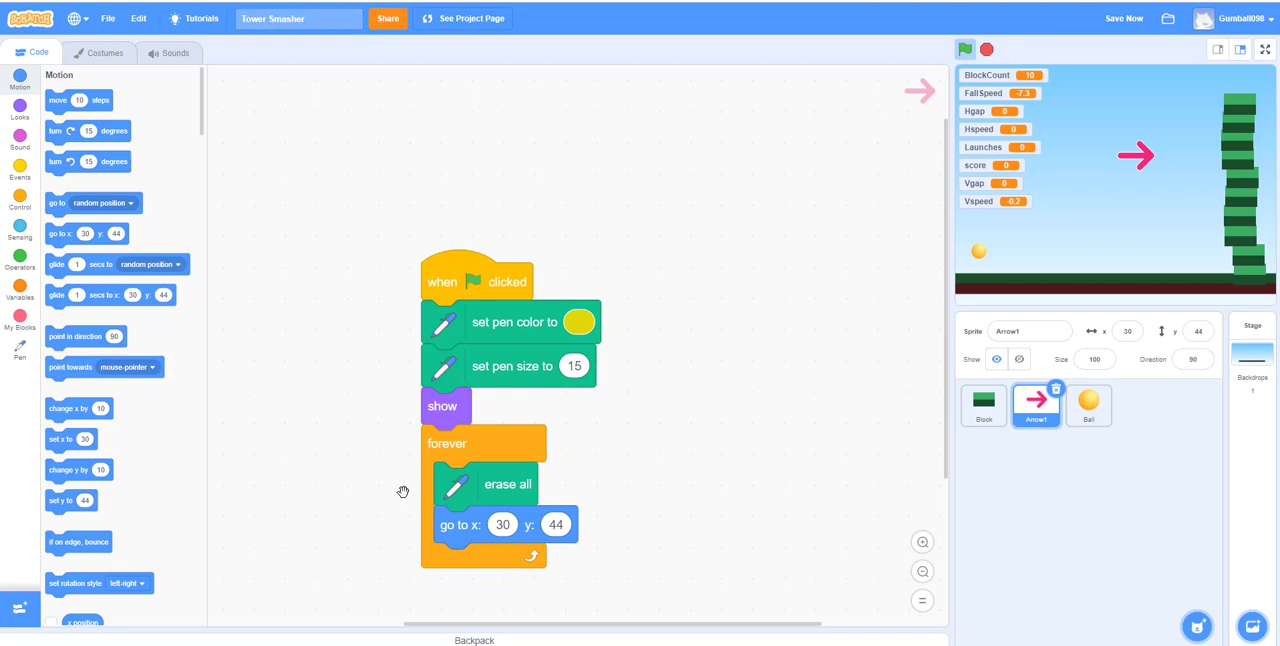 SCRATCH File Edit Tutorials Tower Smasher Share See Project Page Save Now Gumball098
Code Costumes Sounds
Motion
Looks
Sound
Events
Control
Sensing
Operators
Variables
My Blocks
Pen
Motion
move 10 steps
turn 15 degrees
turn 15 degrees
go to random position
go to x: 30 y: 44
glide 1 secs to random position
glide 1 secs to x: 30 y: 44
point in direction 90
point towards mouse-pointer
change x by 10
set x to 30
change y by 10
set y to 44
if on edge, bounce
set rotation style left-right
x position
when clicked
set pen color to
set pen size to 15
show
forever
erase all
go to x: 30 y: 44
Backpack
BlockCount 10
FallSpeed -7.3
Hgap 0
Hspeed 0
Launches 0
score 0
Vgap 0
Vspeed -0.2
Sprite Arrow1 x 30 y 44
Show Size 100 Direction 90
Block
Arrow1
Ball
Stage
Backdrops
1